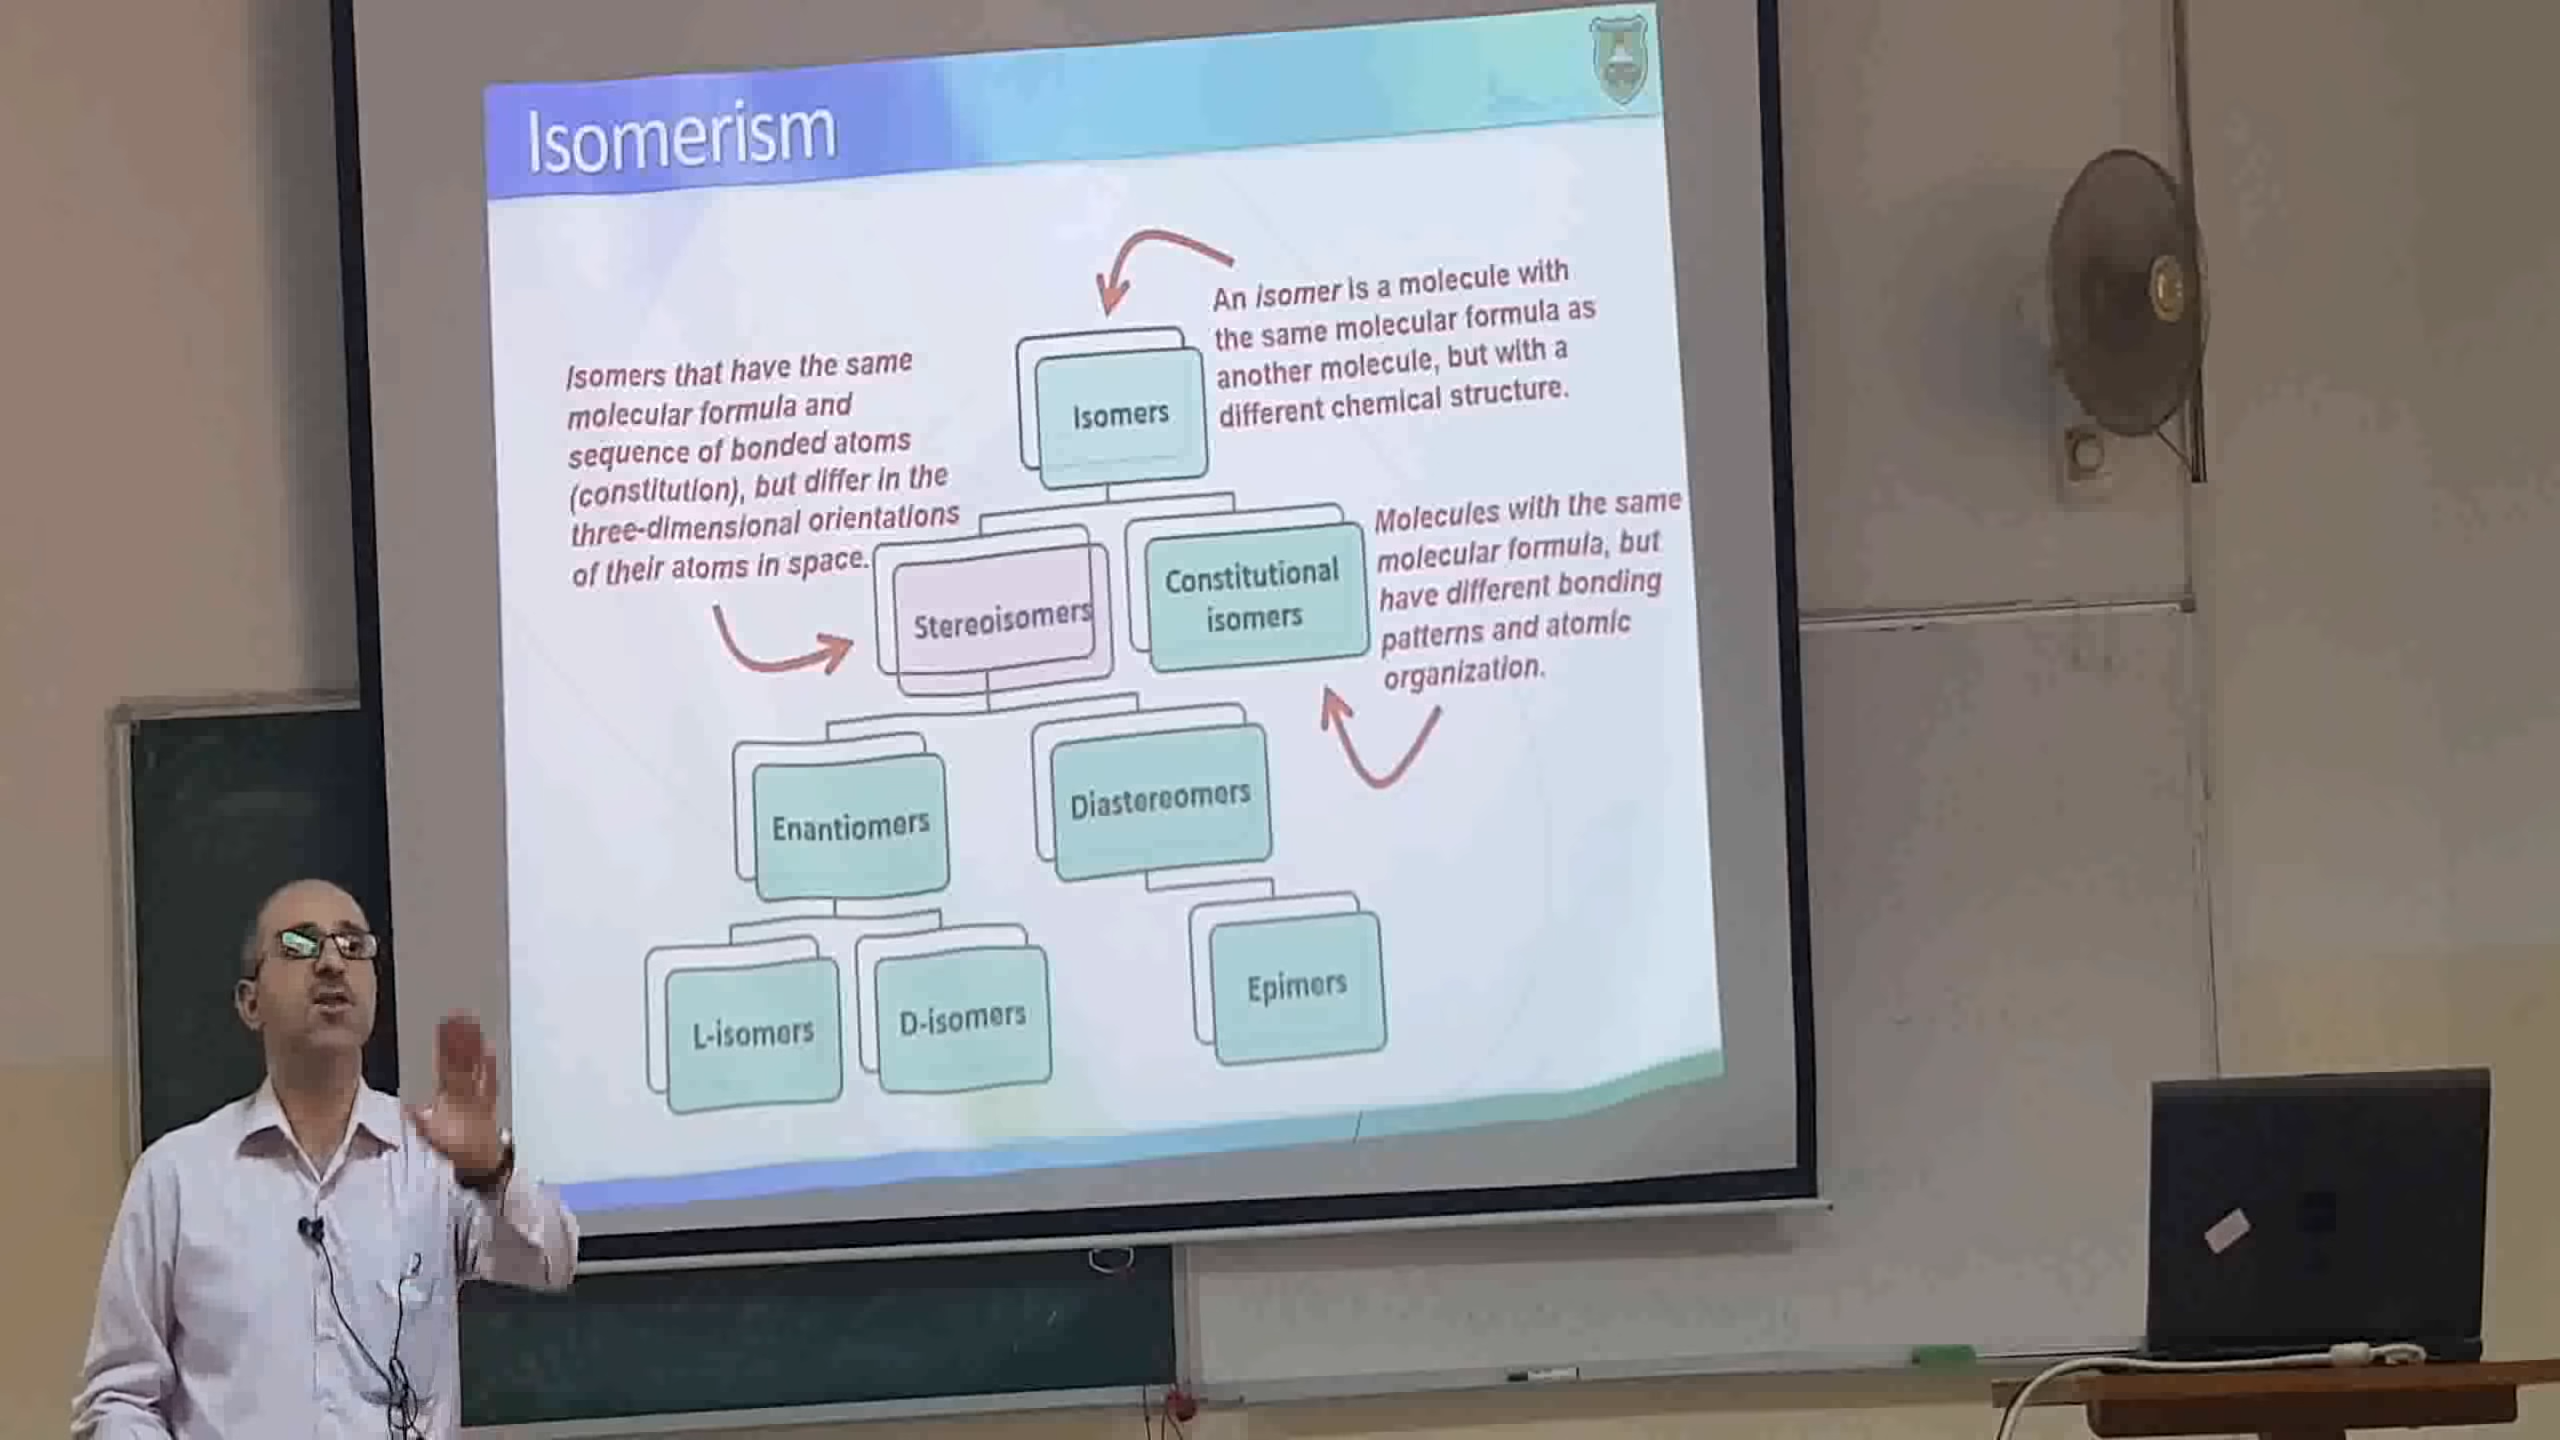 Isomerism
An isomer is a molecule with
the same molecular formula as
another molecule, but with a
different chemical structure.
Isomers that have the same
molecular formula and
sequence of bonded atoms
(constitution), but differ in the
three-dimensional orientations
of their atoms in space.
Isomers
Stereoisomers
Constitutional
isomers
Molecules with the same
molecular formula, but
have different bonding
patterns and atomic
organization.
Enantiomers
Diastereomers
L-isomers
D-isomers
Epimers